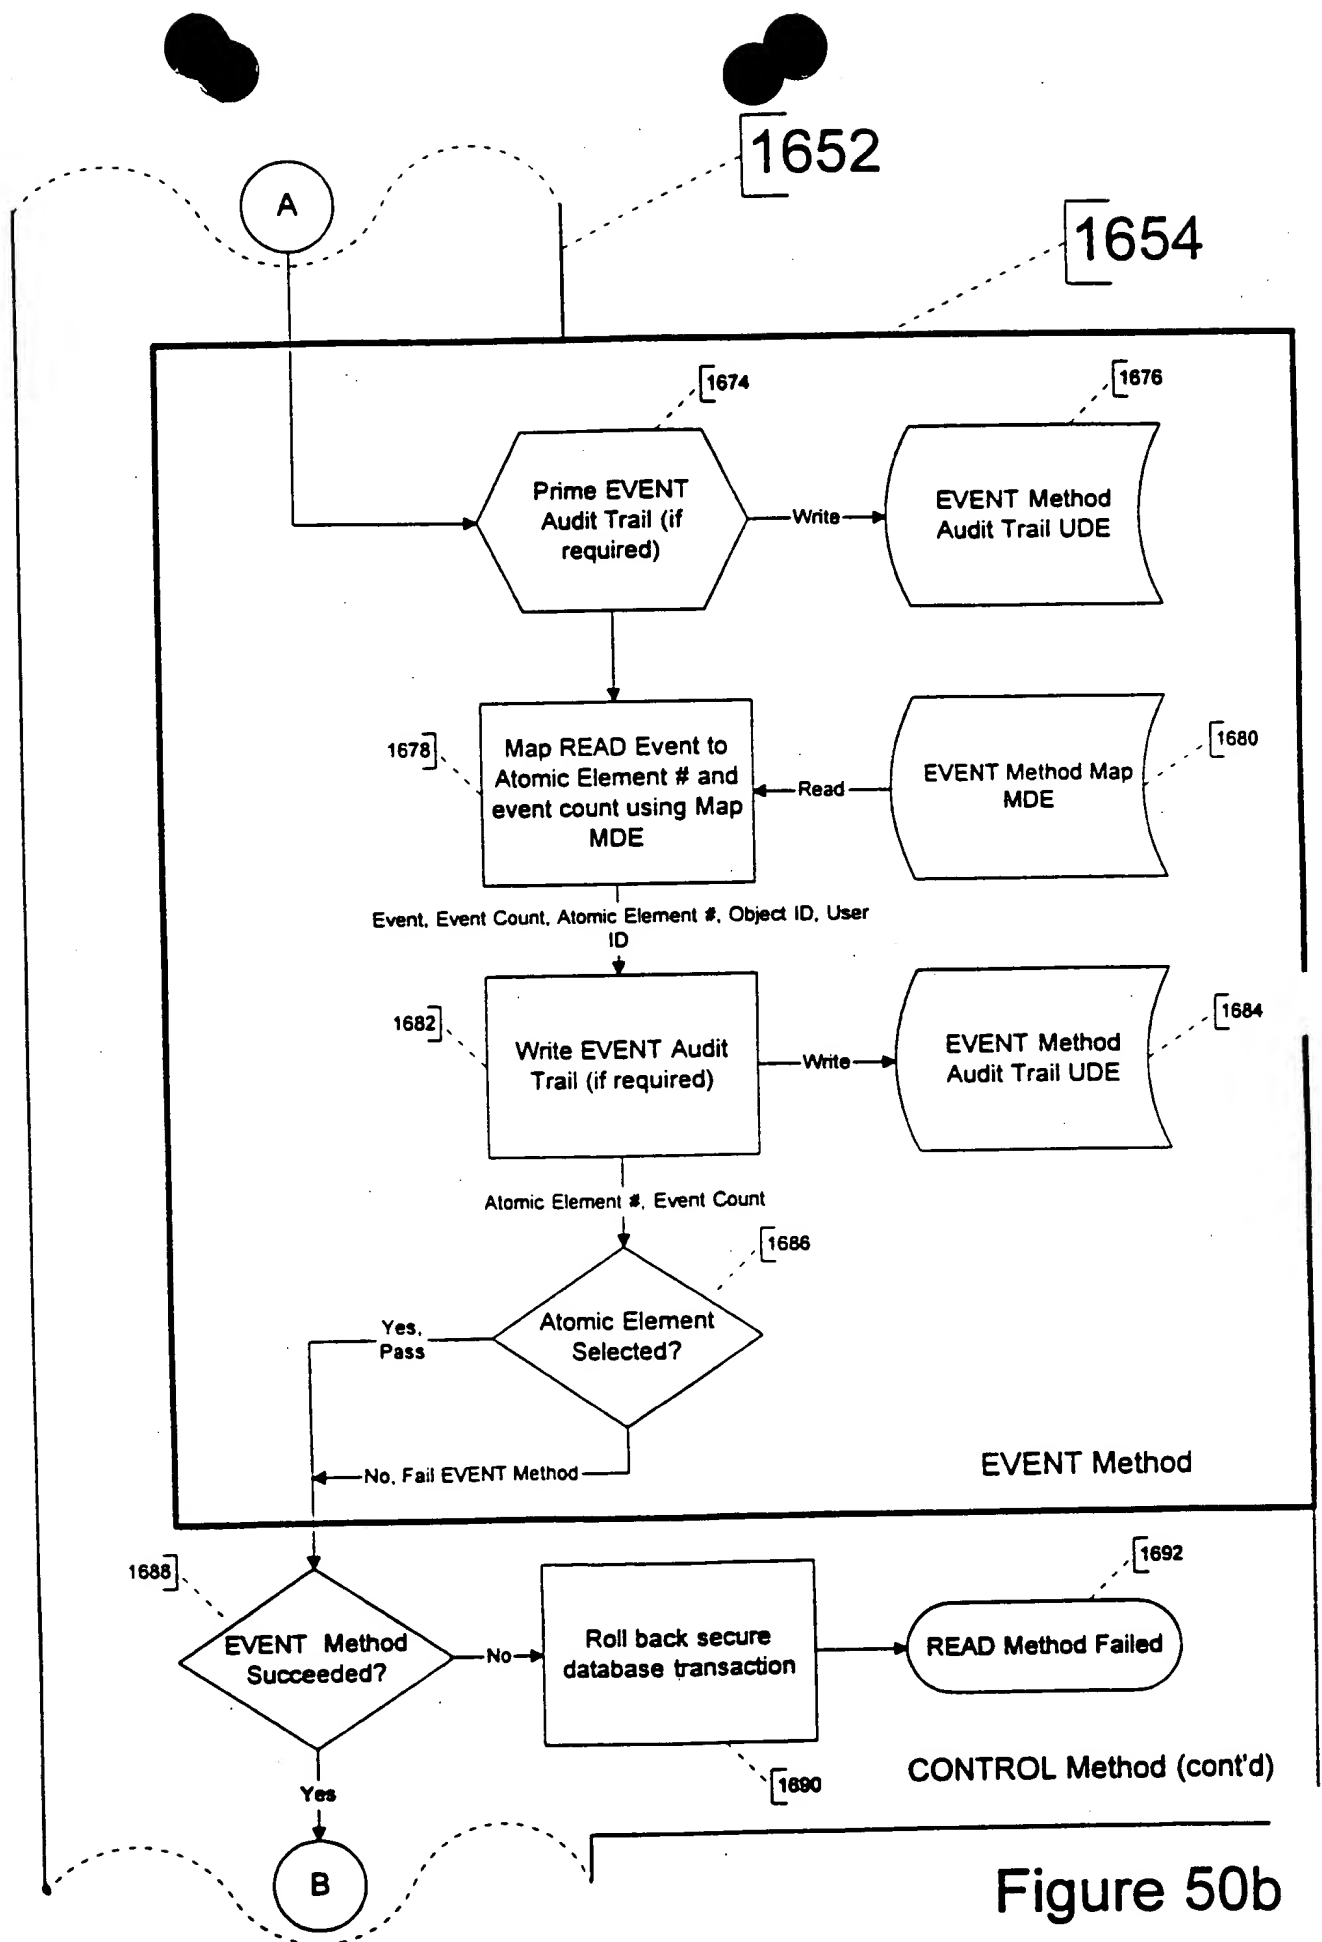 1652
A
1654
1674
1676
Prime EVENT
Audit Trail (if
required)
Write
EVENT Method
Audit Trail UDE
1678
Map READ Event to
Atomic Element # and
event count using Map
MDE
Read
EVENT Method Map
MDE
1680
Event, Event Count, Atomic Element #, Object ID, User
ID
1682
Write EVENT Audit
Trail (if required)
Write
EVENT Method
Audit Trail UDE
1684
Atomic Element #, Event Count
1686
Atomic Element
Selected?
Yes,
Pass
No, Fail EVENT Method
EVENT Method
1688
EVENT Method
Succeeded?
No
Roll back secure
database transaction
1690
READ Method Failed
1692
CONTROL Method (cont'd)
Yes
B
Figure 50b